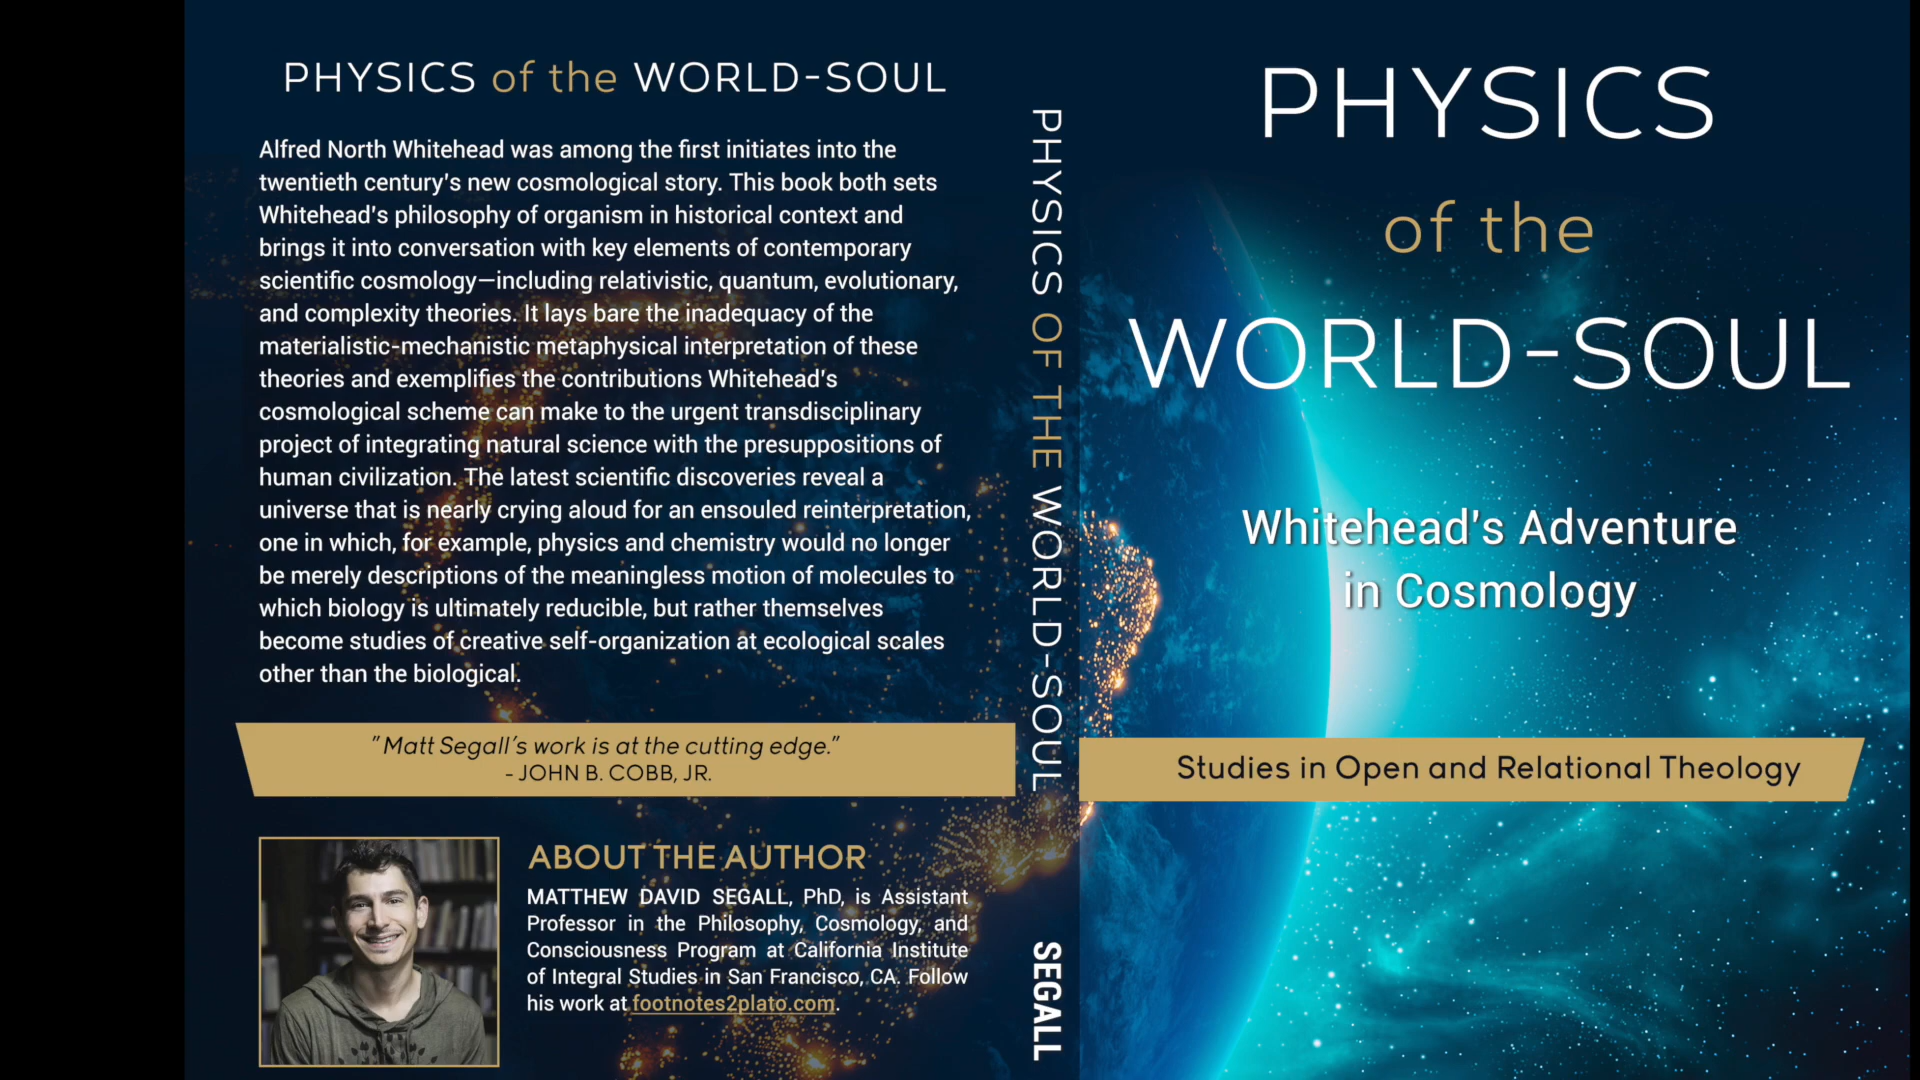 PHYSICS of the WORLD-SOUL
Alfred North Whitehead was among the first initiates into the
twentieth century's new cosmological story. This book both sets
Whitehead's philosophy of organism in historical context and
brings it into conversation with key elements of contemporary
scientific cosmology—including relativistic, quantum, evolutionary,
and complexity theories. It lays bare the inadequacy of the
materialistic-mechanistic metaphysical interpretation of these
theories and exemplifies the contributions Whitehead's
cosmological scheme can make to the urgent transdisciplinary
project of integrating natural science with the presuppositions of
human civilization. The latest scientific discoveries reveal a
universe that is nearly crying aloud for an ensouled reinterpretation,
one in which, for example, physics and chemistry would no longer
be merely descriptions of the meaningless motion of molecules to
which biology is ultimately reducible, but rather themselves
become studies of creative self-organization at ecological scales
other than the biological.
"Matt Segall's work is at the cutting edge."
- JOHN B. COBB, JR.
ABOUT THE AUTHOR
MATTHEW DAVID SEGALL, PhD, is Assistant
Professor in the Philosophy, Cosmology, and
Consciousness Program at California Institute
of Integral Studies in San Francisco, CA. Follow
his work at footnotes2plato.com.
PHYSICS OF THE WORLD-SOUL
SEGALL
PHYSICS
of the
WORLD-SOUL
Whitehead's Adventure
in Cosmology
Studies in Open and Relational Theology